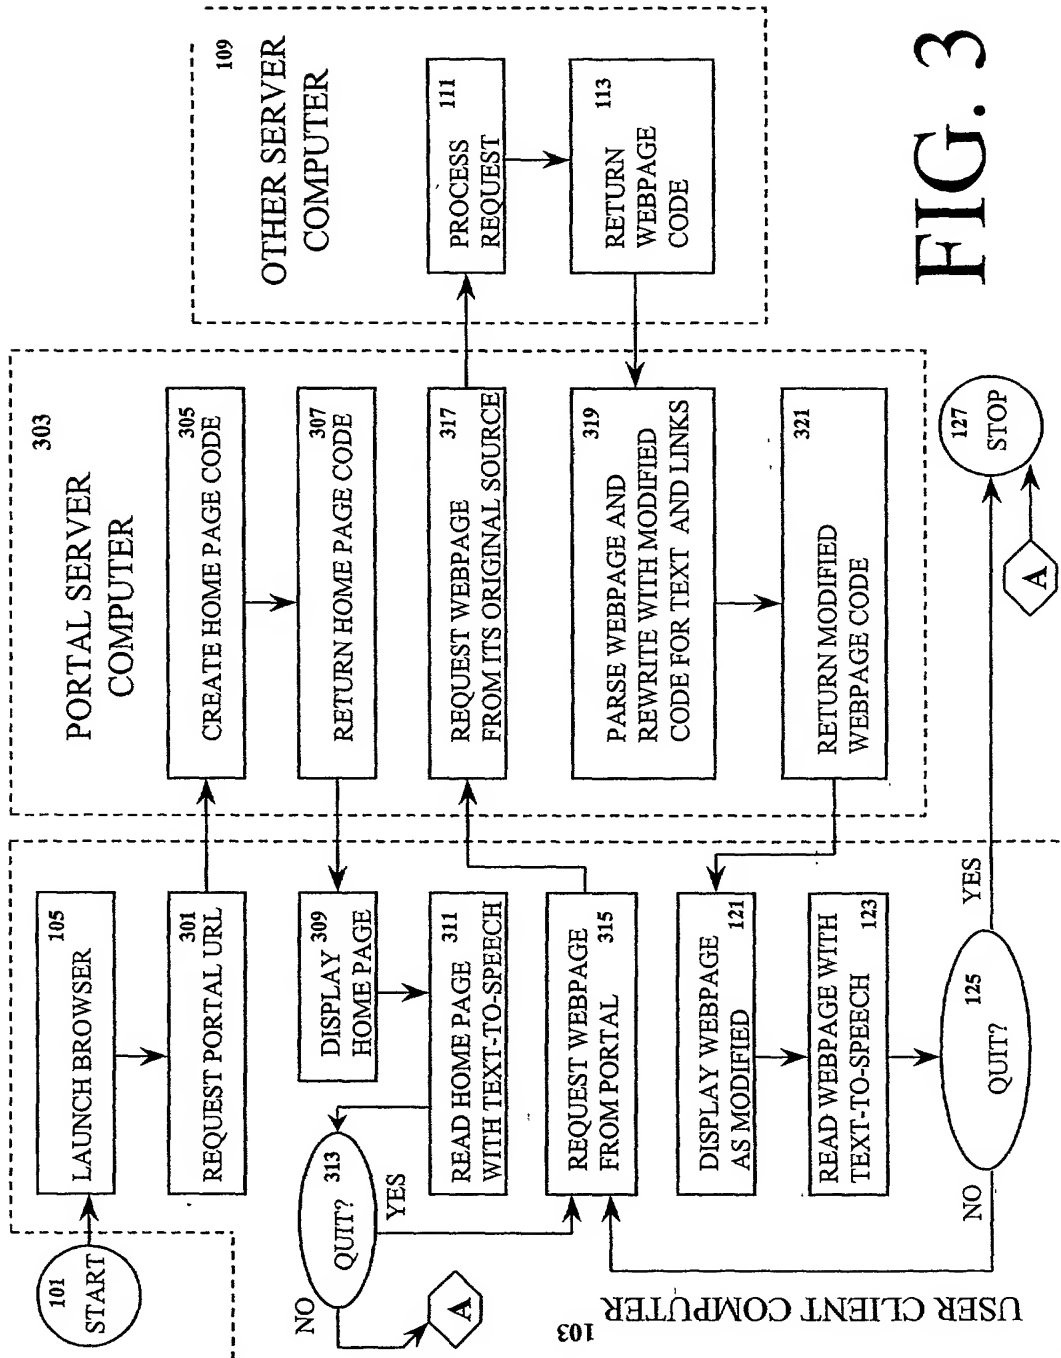 101
START
105
LAUNCH BROWSER
301
REQUEST PORTAL URL
309
DISPLAY
HOME PAGE
311
READ HOME PAGE
WITH TEXT-TO-SPEECH
313
QUIT?
NO
YES
A
315
REQUEST WEBPAGE
FROM PORTAL
121
DISPLAY WEBPAGE
AS MODIFIED
123
READ WEBPAGE WITH
TEXT-TO-SPEECH
125
QUIT?
NO
YES
103
USER CLIENT COMPUTER
303
PORTAL SERVER
COMPUTER
305
CREATE HOME PAGE CODE
307
RETURN HOME PAGE CODE
317
REQUEST WEBPAGE
FROM ITS ORIGINAL SOURCE
319
PARSE WEBPAGE AND
REWRITE WITH MODIFIED
CODE FOR TEXT AND LINKS
321
RETURN MODIFIED
WEBPAGE CODE
127
STOP
A
109
OTHER SERVER
COMPUTER
111
PROCESS
REQUEST
113
RETURN
WEBPAGE
CODE
FIG. 3